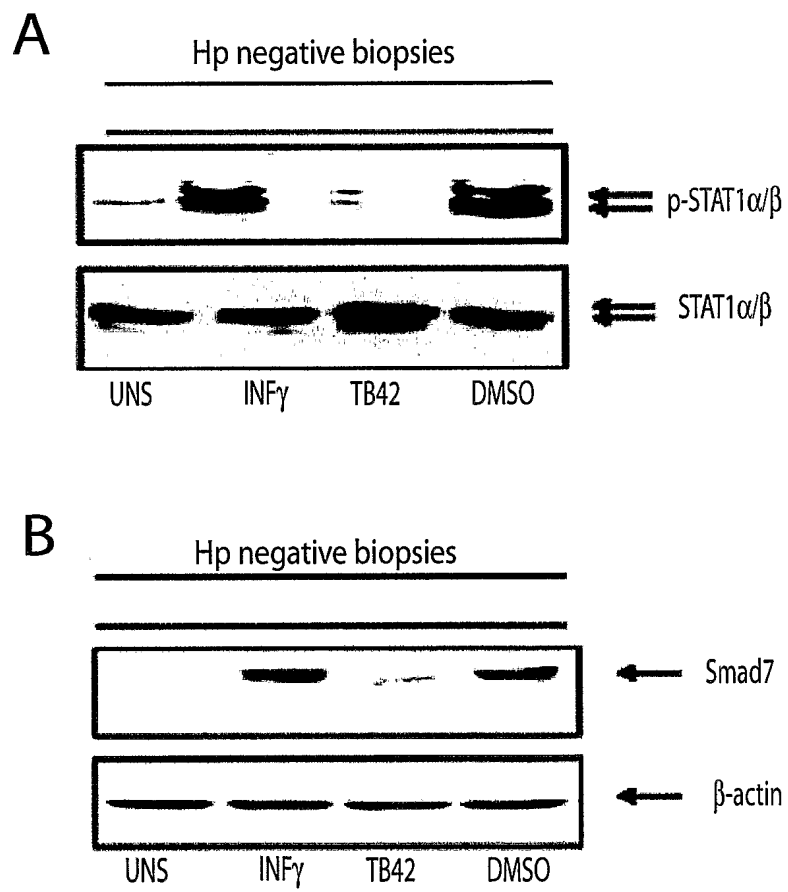 A
Hp negative biopsies
p-STAT1α/β
STAT1α/β
UNS INFγ TB42 DMSO
B
Hp negative biopsies
Smad7
β-actin
UNS INFγ TB42 DMSO